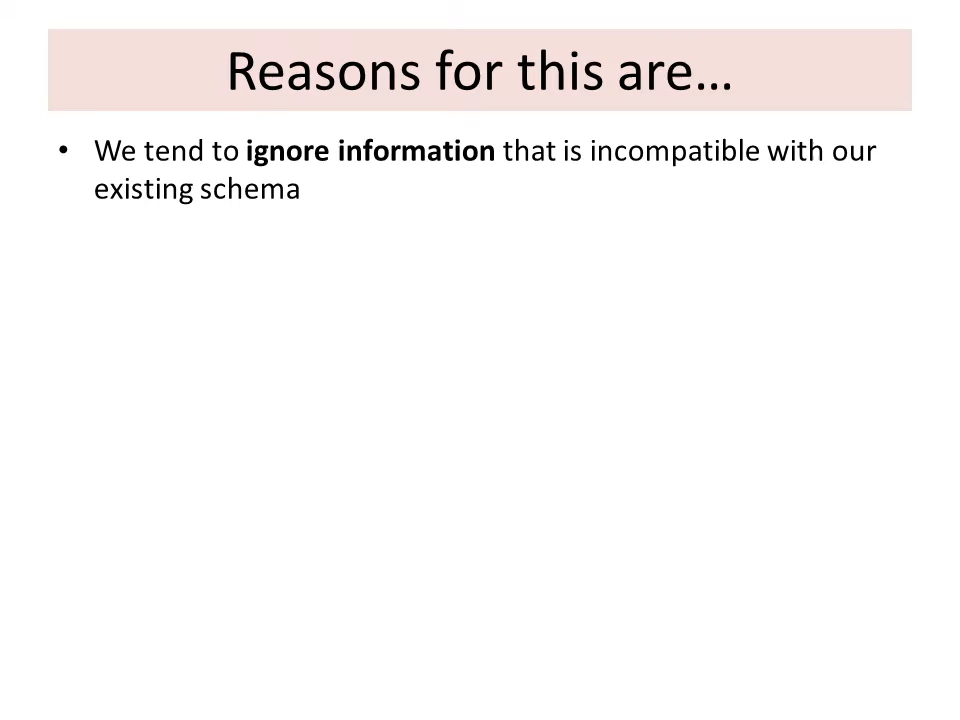 Reasons for this are…
• We tend to ignore information that is incompatible with our
existing schema